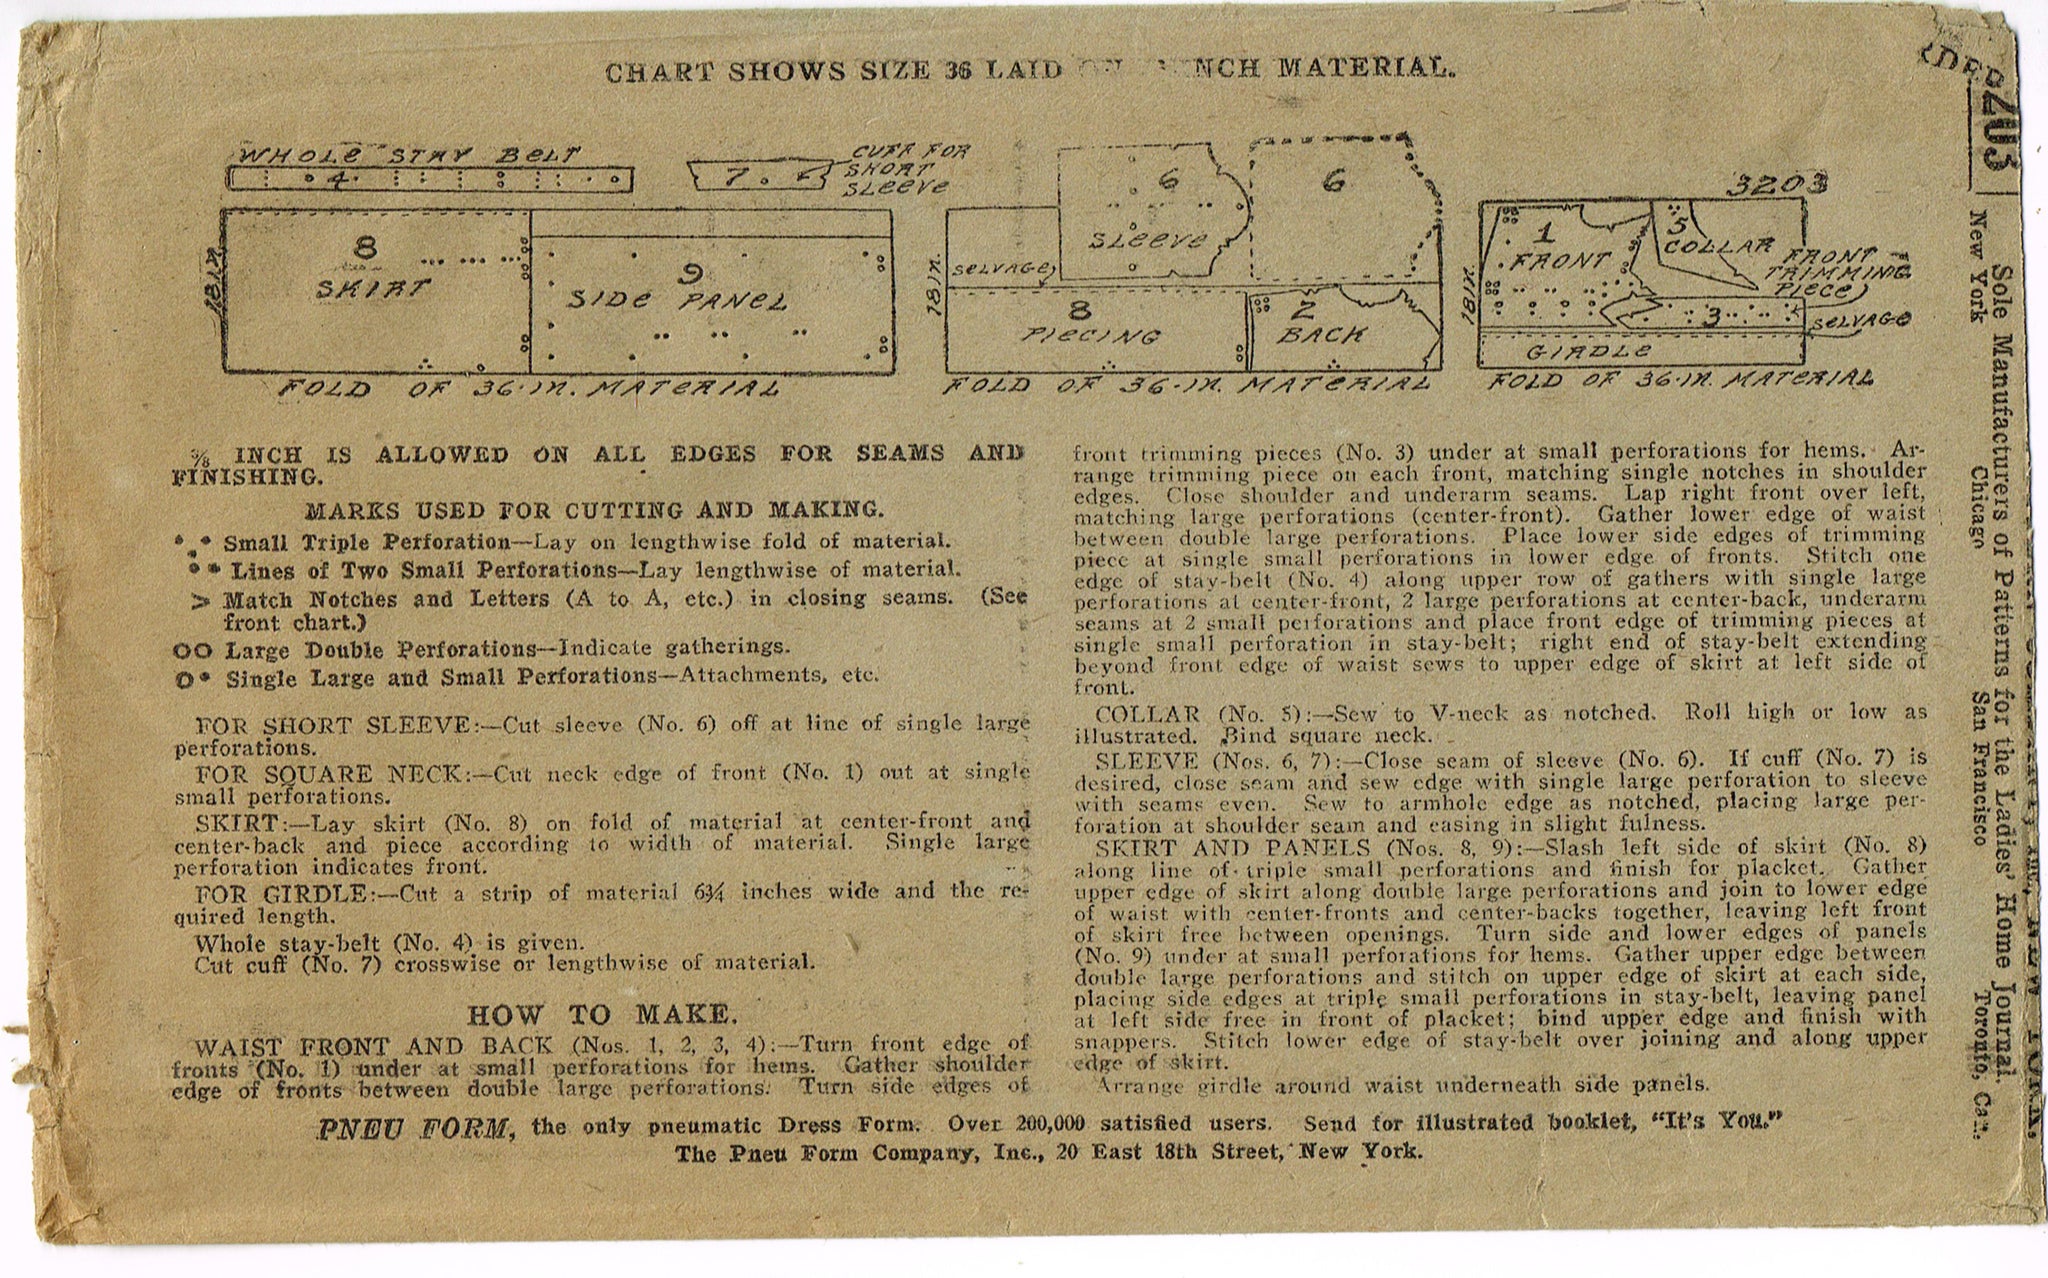 CHART SHOWS SIZE 36 LAID ON INCH MATERIAL.
WHOLE STAY BELT
4
7
CUFF FOR
SHORT
SLEEVE
18 IN.
8
SKIRT
9
SIDE PANEL
FOLD OF 36-IN. MATERIAL
6
SLEEVE
6
SELVAGE
18 IN.
8
PIECING
2
BACK
FOLD OF 36-IN. MATERIAL
3203
1
FRONT
5
COLLAR
FRONT
TRIMMING
PIECE
18 IN.
3
SELVAGE
GIRDLE
FOLD OF 36-IN. MATERIAL
⅜ INCH IS ALLOWED ON ALL EDGES FOR SEAMS AND
FINISHING.
MARKS USED FOR CUTTING AND MAKING.
Small Triple Perforation—Lay on lengthwise fold of material.
Lines of Two Small Perforations—Lay lengthwise of material.
> Match Notches and Letters (A to A, etc.) in closing seams. (See
front chart.)
Large Double Perforations—Indicate gatherings.
Single Large and Small Perforations—Attachments, etc.
FOR SHORT SLEEVE:—Cut sleeve (No. 6) off at line of single large
perforations.
FOR SQUARE NECK:—Cut neck edge of front (No. 1) out at single
small perforations.
SKIRT:—Lay skirt (No. 8) on fold of material at center-front and
center-back and piece according to width of material. Single large
perforation indicates front.
FOR GIRDLE:—Cut a strip of material 6¾ inches wide and the re-
quired length.
Whole stay-belt (No. 4) is given.
Cut cuff (No. 7) crosswise or lengthwise of material.
HOW TO MAKE.
WAIST FRONT AND BACK (Nos. 1, 2, 3, 4):—Turn front edge of
fronts (No. 1) under at small perforations for hems. Gather shoulder
edge of fronts between double large perforations. Turn side edges of
front trimming pieces (No. 3) under at small perforations for hems. Ar-
range trimming piece on each front, matching single notches in shoulder
edges. Close shoulder and underarm seams. Lap right front over left,
matching large perforations (center-front). Gather lower edge of waist
between double large perforations. Place lower side edges of trimming
piece at single small perforations in lower edge of fronts. Stitch one
edge of stay-belt (No. 4) along upper row of gathers with single large
perforations at center-front, 2 large perforations at center-back, underarm
seams at 2 small perforations and place front edge of trimming pieces at
single small perforation in stay-belt; right end of stay-belt extending
beyond front edge of waist sews to upper edge of skirt at left side of
front.
COLLAR (No. 5):—Sew to V-neck as notched. Roll high or low as
illustrated. Bind square neck.
SLEEVE (Nos. 6, 7):—Close seam of sleeve (No. 6). If cuff (No. 7) is
desired, close seam and sew edge with single large perforation to sleeve
with seams even. Sew to armhole edge as notched, placing large per-
foration at shoulder seam and easing in slight fulness.
SKIRT AND PANELS (Nos. 8, 9):—Slash left side of skirt (No. 8)
along line of triple small perforations and finish for placket. Gather
upper edge of skirt along double large perforations and join to lower edge
of waist with center-fronts and center-backs together, leaving left front
of skirt free between openings. Turn side and lower edges of panels
(No. 9) under at small perforations for hems. Gather upper edge between
double large perforations and stitch on upper edge of skirt at each side,
placing side edges at triple small perforations in stay-belt, leaving panel
at left side free in front of placket; bind upper edge and finish with
snappers. Stitch lower edge of stay-belt over joining and along upper
edge of skirt.
Arrange girdle around waist underneath side panels.
PNEU FORM, the only pneumatic Dress Form. Over 200,000 satisfied users. Send for illustrated booklet, "It's You."
The Pneu Form Company, Inc., 20 East 18th Street, New York.
203
Sole Manufacturers of Patterns for the Ladies' Home Journal.
New York Chicago San Francisco Toronto, Can.
NEW YORK.